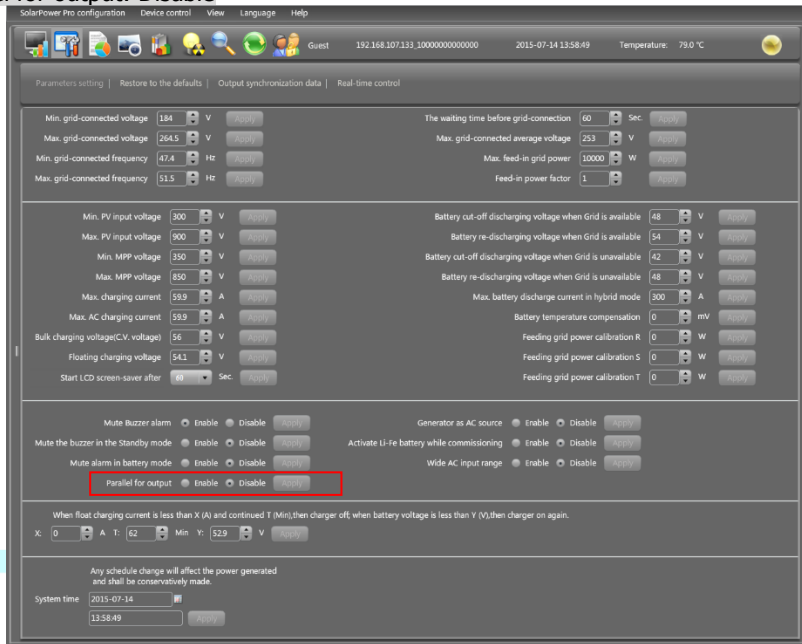 for output: Disable
SolarPower Pro configuration Device control View Language Help
Guest 192.168.107.133_10000000000000 2015-07-14 13:58:49 Temperature: 79.0 ℃
Parameters setting | Restore to the defaults | Output synchronization data | Real-time control
Min. grid-connected voltage 184 V Apply The waiting time before grid-connection 60 Sec. Apply
Max. grid-connected voltage 264.5 V Apply Max. grid-connected average voltage 253 V Apply
Min. grid-connected frequency 47.4 Hz Apply Max. feed-in grid power 10000 W Apply
Max. grid-connected frequency 51.5 Hz Apply Feed-in power factor 1 Apply
Min. PV input voltage 300 V Apply Battery cut-off discharging voltage when Grid is available 48 V Apply
Max. PV input voltage 900 V Apply Battery re-discharging voltage when Grid is available 54 V Apply
Min. MPP voltage 350 V Apply Battery cut-off discharging voltage when Grid is unavailable 42 V Apply
Max. MPP voltage 850 V Apply Battery re-discharging voltage when Grid is unavailable 48 V Apply
Max. charging current 59.9 A Apply Max. battery discharge current in hybrid mode 300 A Apply
Max. AC charging current 59.9 A Apply Battery temperature compensation 0 mV Apply
Bulk charging voltage(C.V. voltage) 56 V Apply Feeding grid power calibration R 0 W Apply
Floating charging voltage 54.1 V Apply Feeding grid power calibration S 0 W Apply
Start LCD screen-saver after 60 Sec. Apply Feeding grid power calibration T 0 W Apply
Mute Buzzer alarm Enable Disable Apply Generator as AC source Enable Disable Apply
Mute the buzzer in the Standby mode Enable Disable Apply Activate Li-Fe battery while commissioning Enable Disable Apply
Mute alarm in battery mode Enable Disable Apply Wide AC input range Enable Disable Apply
Parallel for output Enable Disable Apply
When float charging current is less than X (A) and continued T (Min),then charger off, when battery voltage is less than Y (V),then charger on again.
X: 0 A T: 62 Min Y: 52.9 V Apply
Any schedule change will affect the power generated
and shall be conservatively made.
System time 2015-07-14
13:58:49 Apply